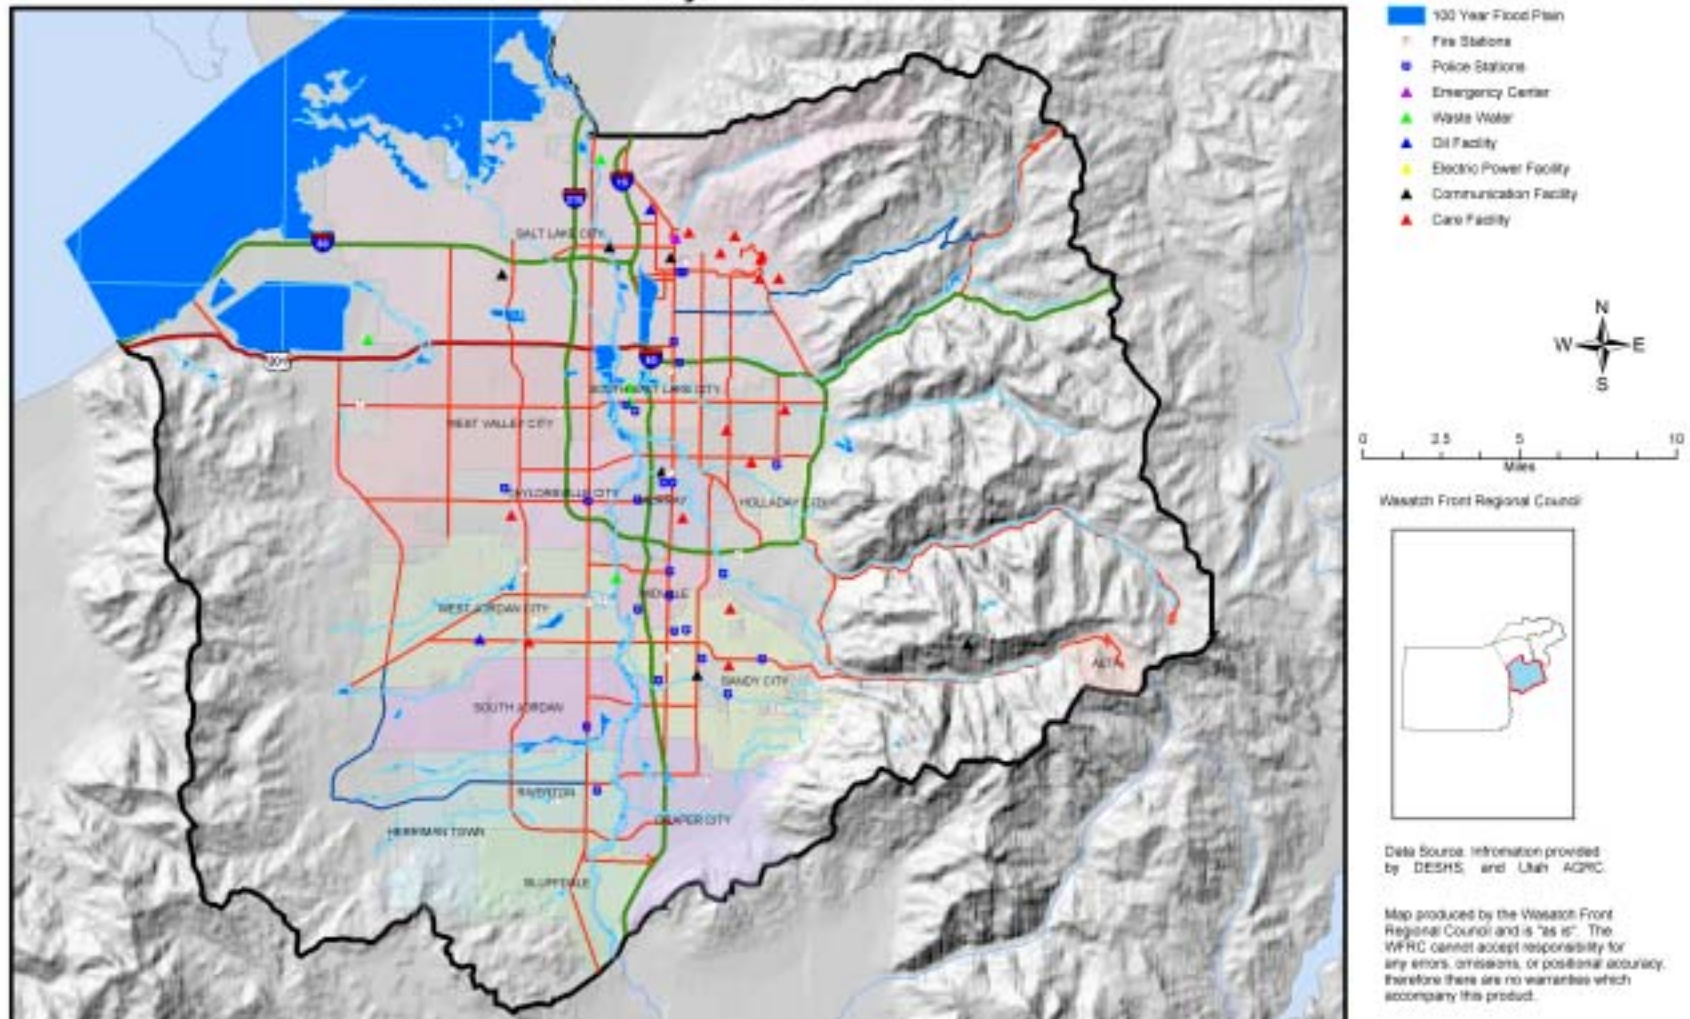 100 Year Flood Plain
Fire Stations
Police Stations
Emergency Center
Waste Water
Oil Facility
Electric Power Facility
Communication Facility
Care Facility
N
W E
S
0 2.5 5 10
Miles
Wasatch Front Regional Council
Data Source: Infromation provided
by DESHS, and Utah AGRC.
Map produced by the Wasatch Front
Regional Council and is "as is". The
WFRC cannot accept responsibility for
any errors, omissions, or positional accuracy,
therefore there are no warranties which
accompany this product.
15
215
80
SALT LAKE CITY
201
80
SOUTH SALT LAKE CITY
WEST VALLEY CITY
TAYLORSVILLE CITY
MURRAY
HOLLADAY CITY
MIDVALE
WEST JORDAN CITY
ALTA
SANDY CITY
SOUTH JORDAN
RIVERTON
DRAPER CITY
HERRIMAN TOWN
BLUFFDALE